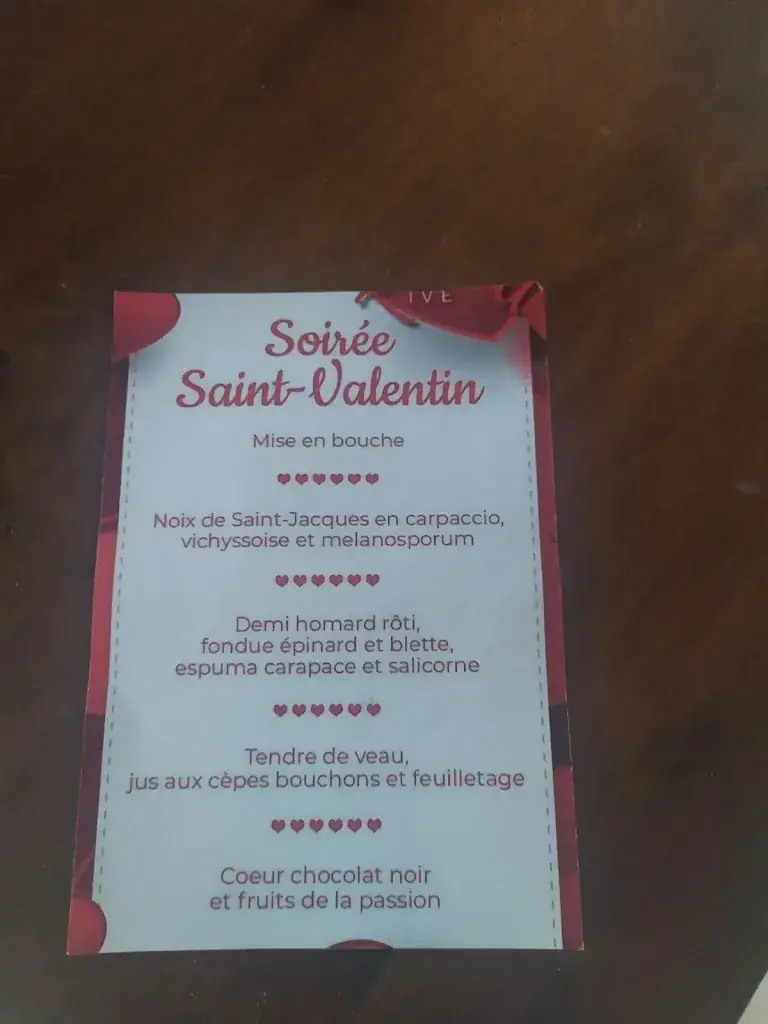 IVE
Soirée
Saint-Valentin
Mise en bouche
Noix de Saint-Jacques en carpaccio,
vichyssoise et melanosporum
Demi homard rôti,
fondue épinard et blette,
espuma carapace et salicorne
Tendre de veau,
jus aux cèpes bouchons et feuilletage
Coeur chocolat noir
et fruits de la passion